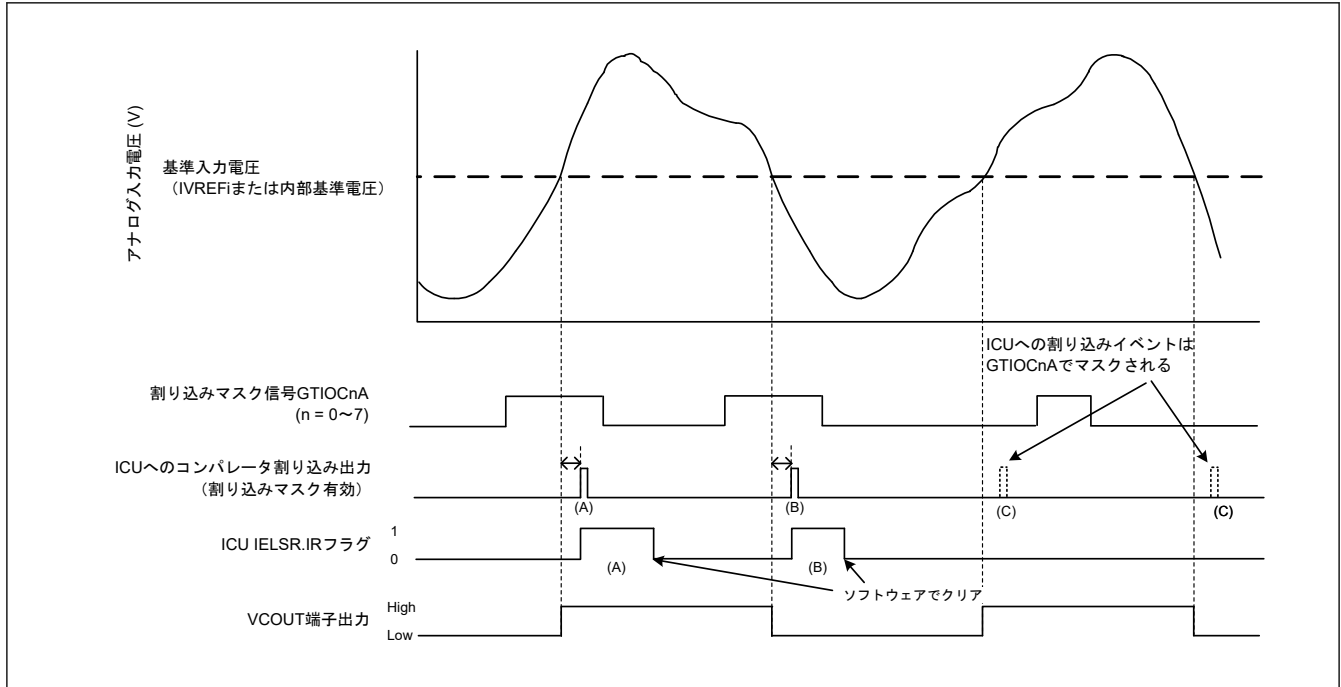 アナログ入力電圧 (V)
基準入力電圧
（IVREFiまたは内部基準電圧）
ICUへの割り込みイベントは
GTIOCnAでマスクされる
割り込みマスク信号GTIOCnA
(n = 0～7)
ICUへのコンパレータ割り込み出力
（割り込みマスク有効）
(A)
(B)
(C)
(C)
ICU IELSR.IRフラグ
1
0
(A)
(B)
ソフトウェアでクリア
VCOUT端子出力
High
Low